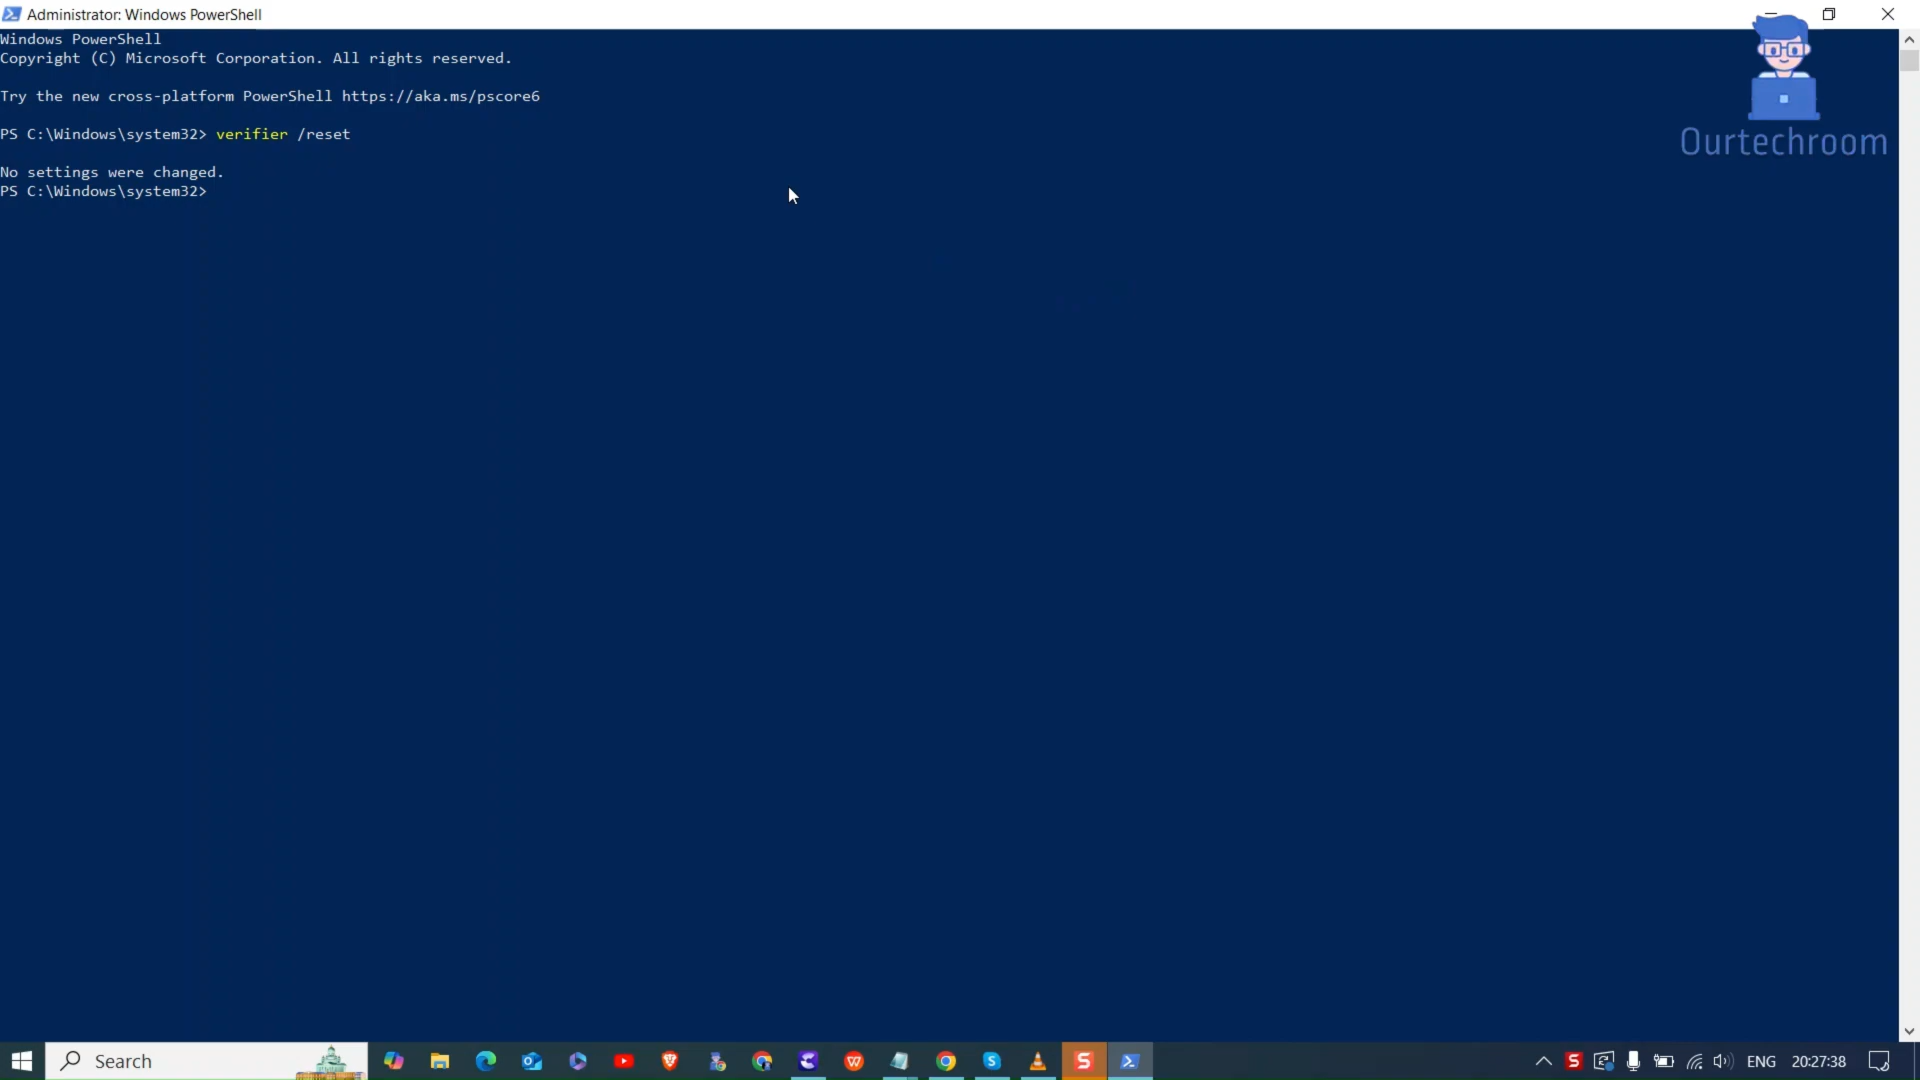 Administrator: Windows PowerShell
Windows PowerShell
Copyright (C) Microsoft Corporation. All rights reserved.
Try the new cross-platform PowerShell https://aka.ms/pscore6
PS C:\Windows\system32> verifier /reset
No settings were changed.
PS C:\Windows\system32>
Ourtechroom
Search
ENG
20:27:38